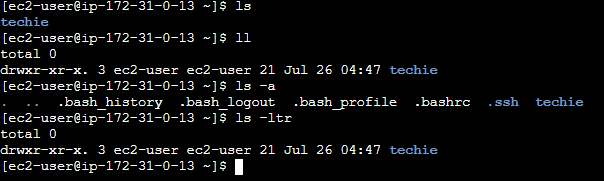 [ec2-user@ip-172-31-0-13 ~]$ ls
techie
[ec2-user@ip-172-31-0-13 ~]$ ll
total 0
drwxr-xr-x. 3 ec2-user ec2-user 21 Jul 26 04:47 techie
[ec2-user@ip-172-31-0-13 ~]$ ls -a
. .. .bash_history .bash_logout .bash_profile .bashrc .ssh techie
[ec2-user@ip-172-31-0-13 ~]$ ls -ltr
total 0
drwxr-xr-x. 3 ec2-user ec2-user 21 Jul 26 04:47 techie
[ec2-user@ip-172-31-0-13 ~]$